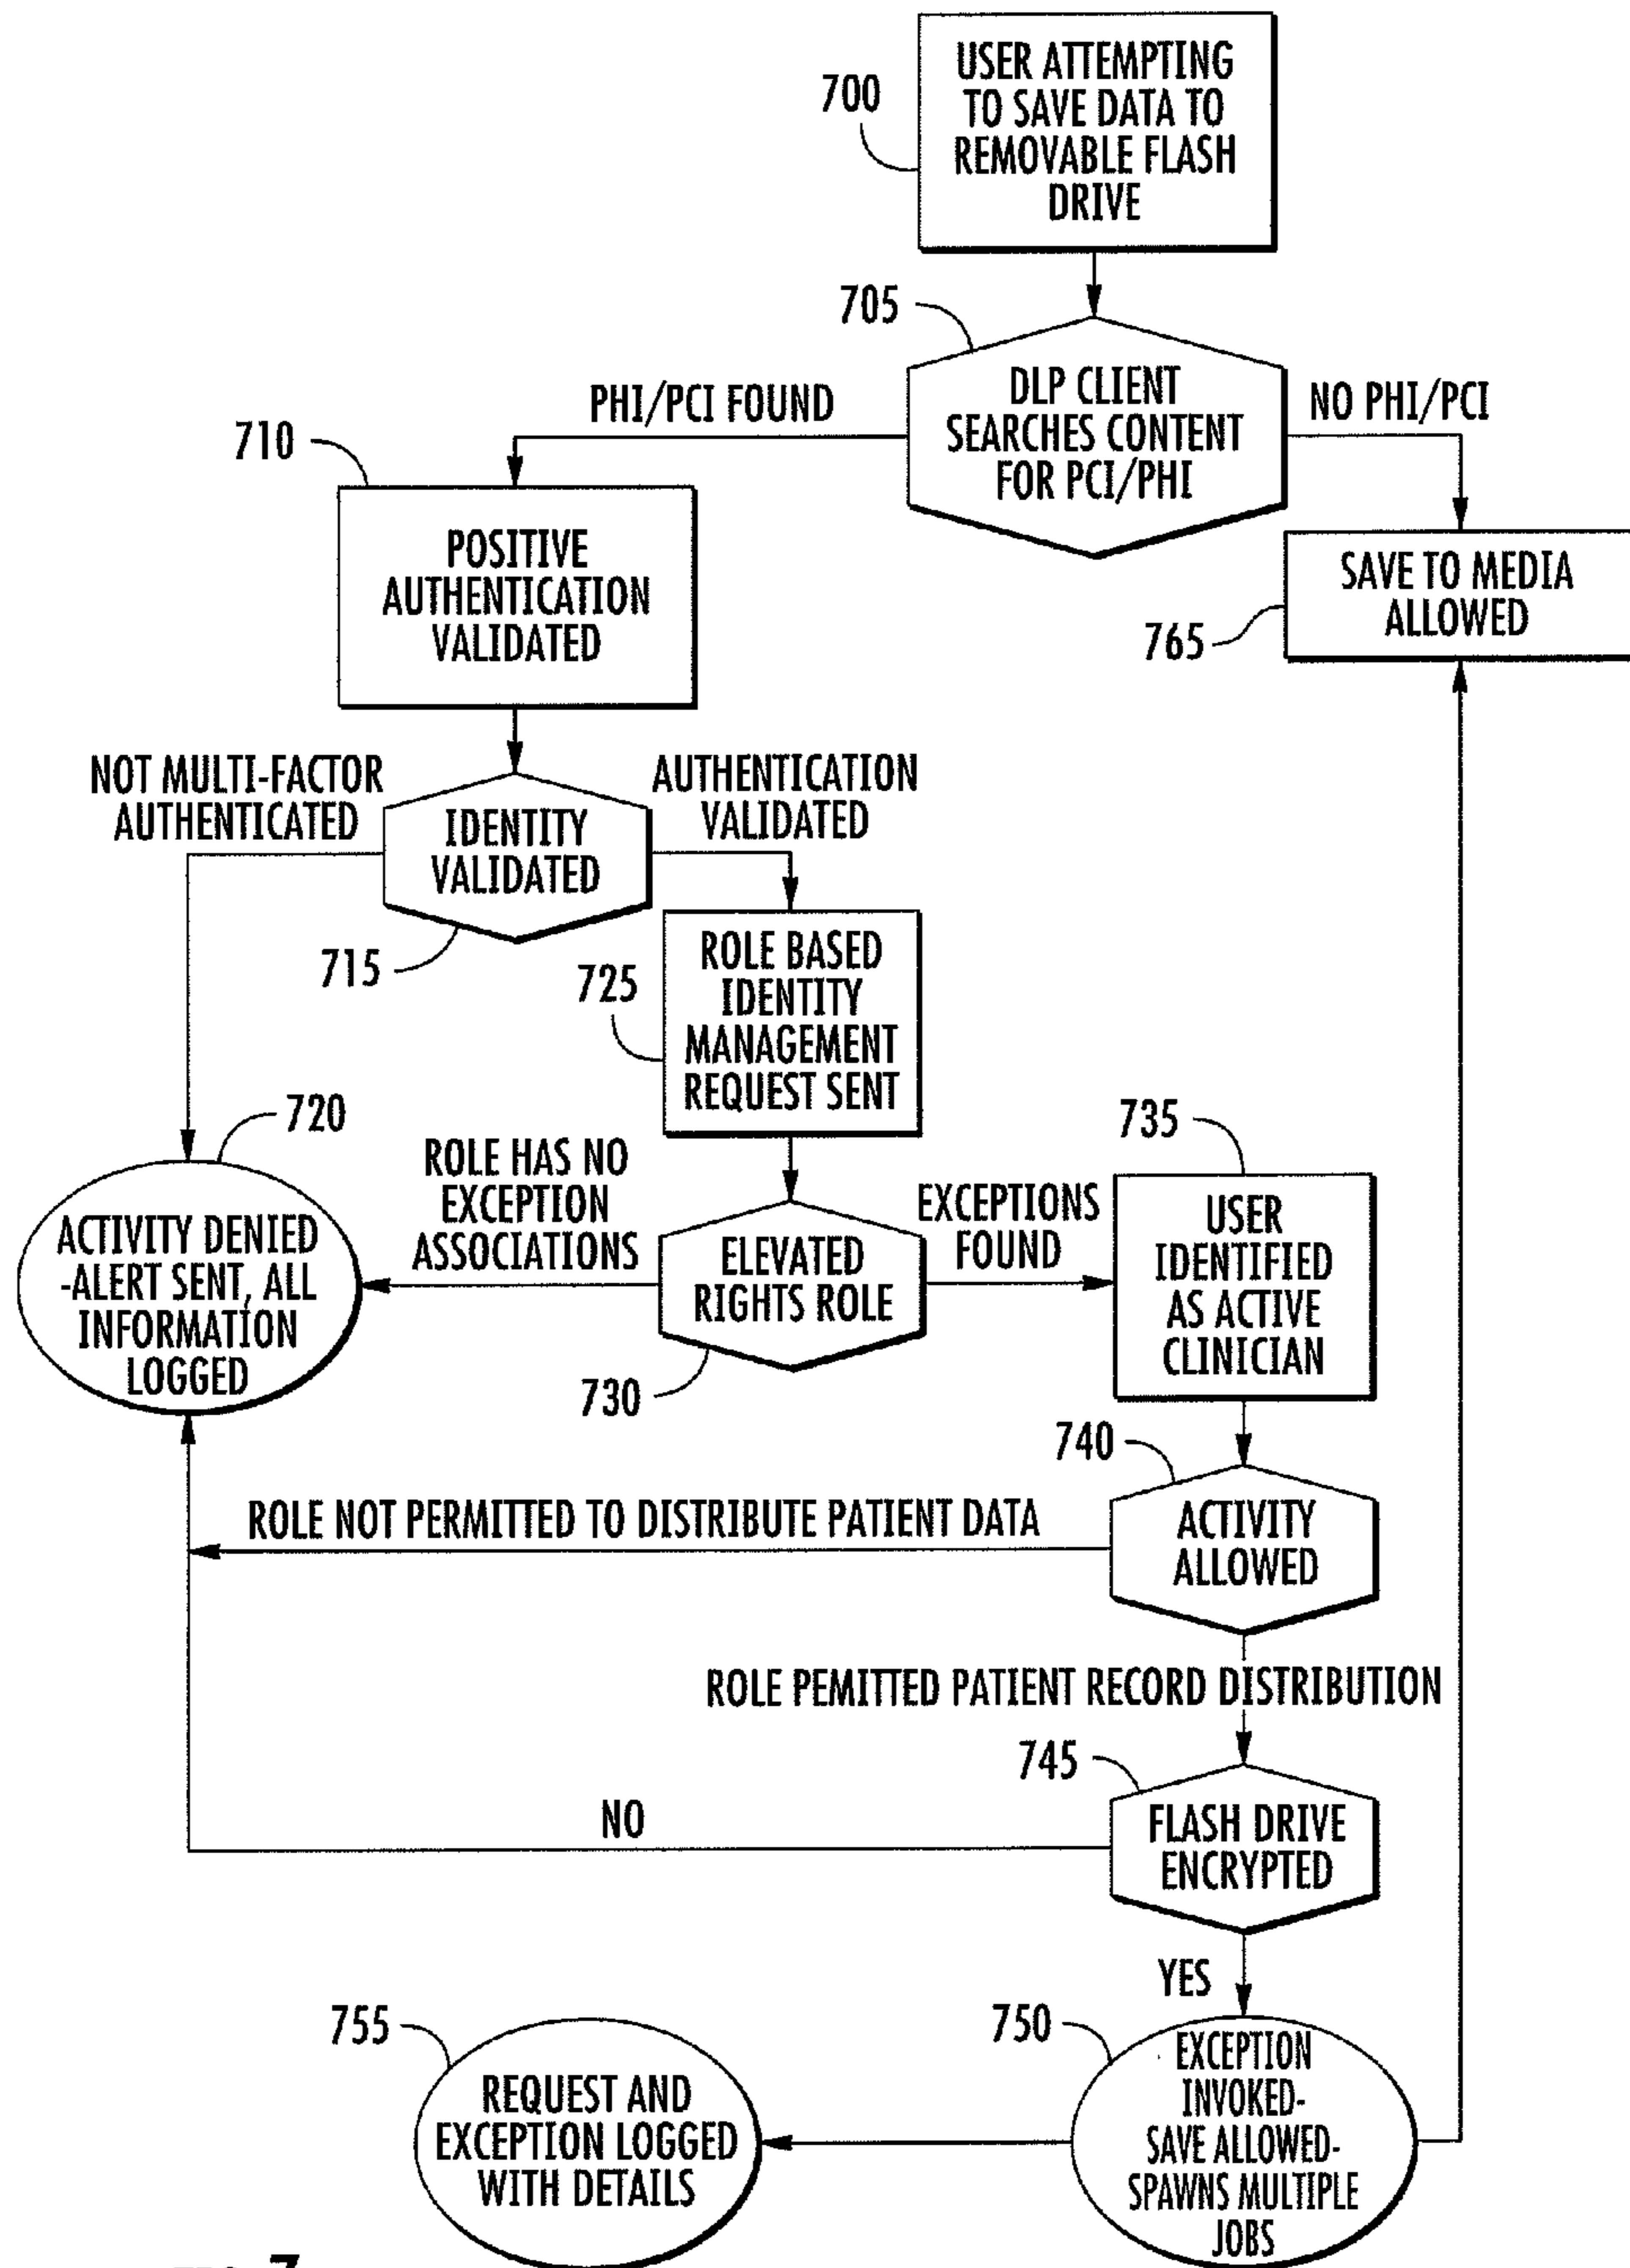 USER ATTEMPTING
TO SAVE DATA TO
REMOVABLE FLASH
DRIVE
700
705
DLP CLIENT
SEARCHES CONTENT
FOR PCI/PHI
PHI/PCI FOUND
NO PHI/PCI
710
POSITIVE
AUTHENTICATION
VALIDATED
SAVE TO MEDIA
ALLOWED
765
NOT MULTI-FACTOR
AUTHENTICATED
IDENTITY
VALIDATED
AUTHENTICATION
VALIDATED
715
725
ROLE BASED
IDENTITY
MANAGEMENT
REQUEST SENT
720
ACTIVITY DENIED
-ALERT SENT, ALL
INFORMATION
LOGGED
ROLE HAS NO
EXCEPTION
ASSOCIATIONS
ELEVATED
RIGHTS ROLE
730
EXCEPTIONS
FOUND
735
USER
IDENTIFIED
AS ACTIVE
CLINICIAN
740
ACTIVITY
ALLOWED
ROLE NOT PERMITTED TO DISTRIBUTE PATIENT DATA
ROLE PEMITTED PATIENT RECORD DISTRIBUTION
745
FLASH DRIVE
ENCRYPTED
NO
YES
750
EXCEPTION
INVOKED-
SAVE ALLOWED-
SPAWNS MULTIPLE
JOBS
755
REQUEST AND
EXCEPTION LOGGED
WITH DETAILS
7